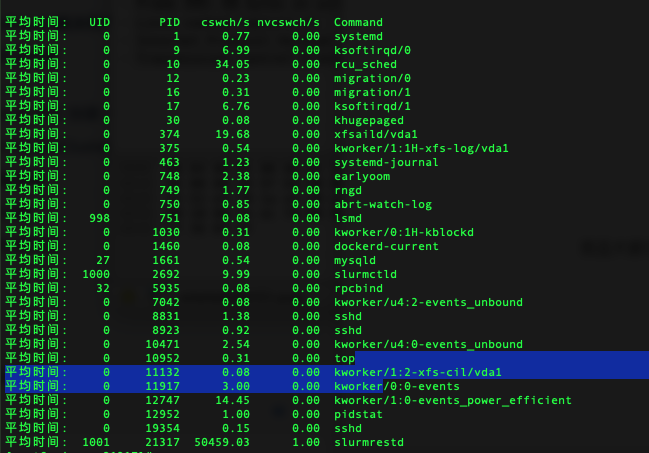 平均时间:   UID       PID   cswch/s nvcswch/s  Command
平均时间:     0         1      0.77      0.00  systemd
平均时间:     0         9      6.99      0.00  ksoftirqd/0
平均时间:     0        10     34.05      0.00  rcu_sched
平均时间:     0        12      0.23      0.00  migration/0
平均时间:     0        16      0.31      0.00  migration/1
平均时间:     0        17      6.76      0.00  ksoftirqd/1
平均时间:     0        30      0.08      0.00  khugepaged
平均时间:     0       374     19.68      0.00  xfsaild/vda1
平均时间:     0       375      0.54      0.00  kworker/1:1H-xfs-log/vda1
平均时间:     0       463      1.23      0.00  systemd-journal
平均时间:     0       748      2.38      0.00  earlyoom
平均时间:     0       749      1.77      0.00  rngd
平均时间:     0       750      0.85      0.00  abrt-watch-log
平均时间:   998       751      0.08      0.00  lsmd
平均时间:     0      1030      0.31      0.00  kworker/0:1H-kblockd
平均时间:     0      1460      0.08      0.00  dockerd-current
平均时间:    27      1661      0.54      0.00  mysqld
平均时间:  1000      2692      9.99      0.00  slurmctld
平均时间:    32      5935      0.08      0.00  rpcbind
平均时间:     0      7042      0.08      0.00  kworker/u4:2-events_unbound
平均时间:     0      8831      1.38      0.00  sshd
平均时间:     0      8923      0.92      0.00  sshd
平均时间:     0     10471      2.54      0.00  kworker/u4:0-events_unbound
平均时间:     0     10952      0.31      0.00  top
平均时间:     0     11132      0.08      0.00  kworker/1:2-xfs-cil/vda1
平均时间:     0     11917      3.00      0.00  kworker/0:0-events
平均时间:     0     12747     14.45      0.00  kworker/1:0-events_power_efficient
平均时间:     0     12952      1.00      0.00  pidstat
平均时间:     0     19354      0.15      0.00  sshd
平均时间:  1001     21317  50459.03      1.00  slurmrestd